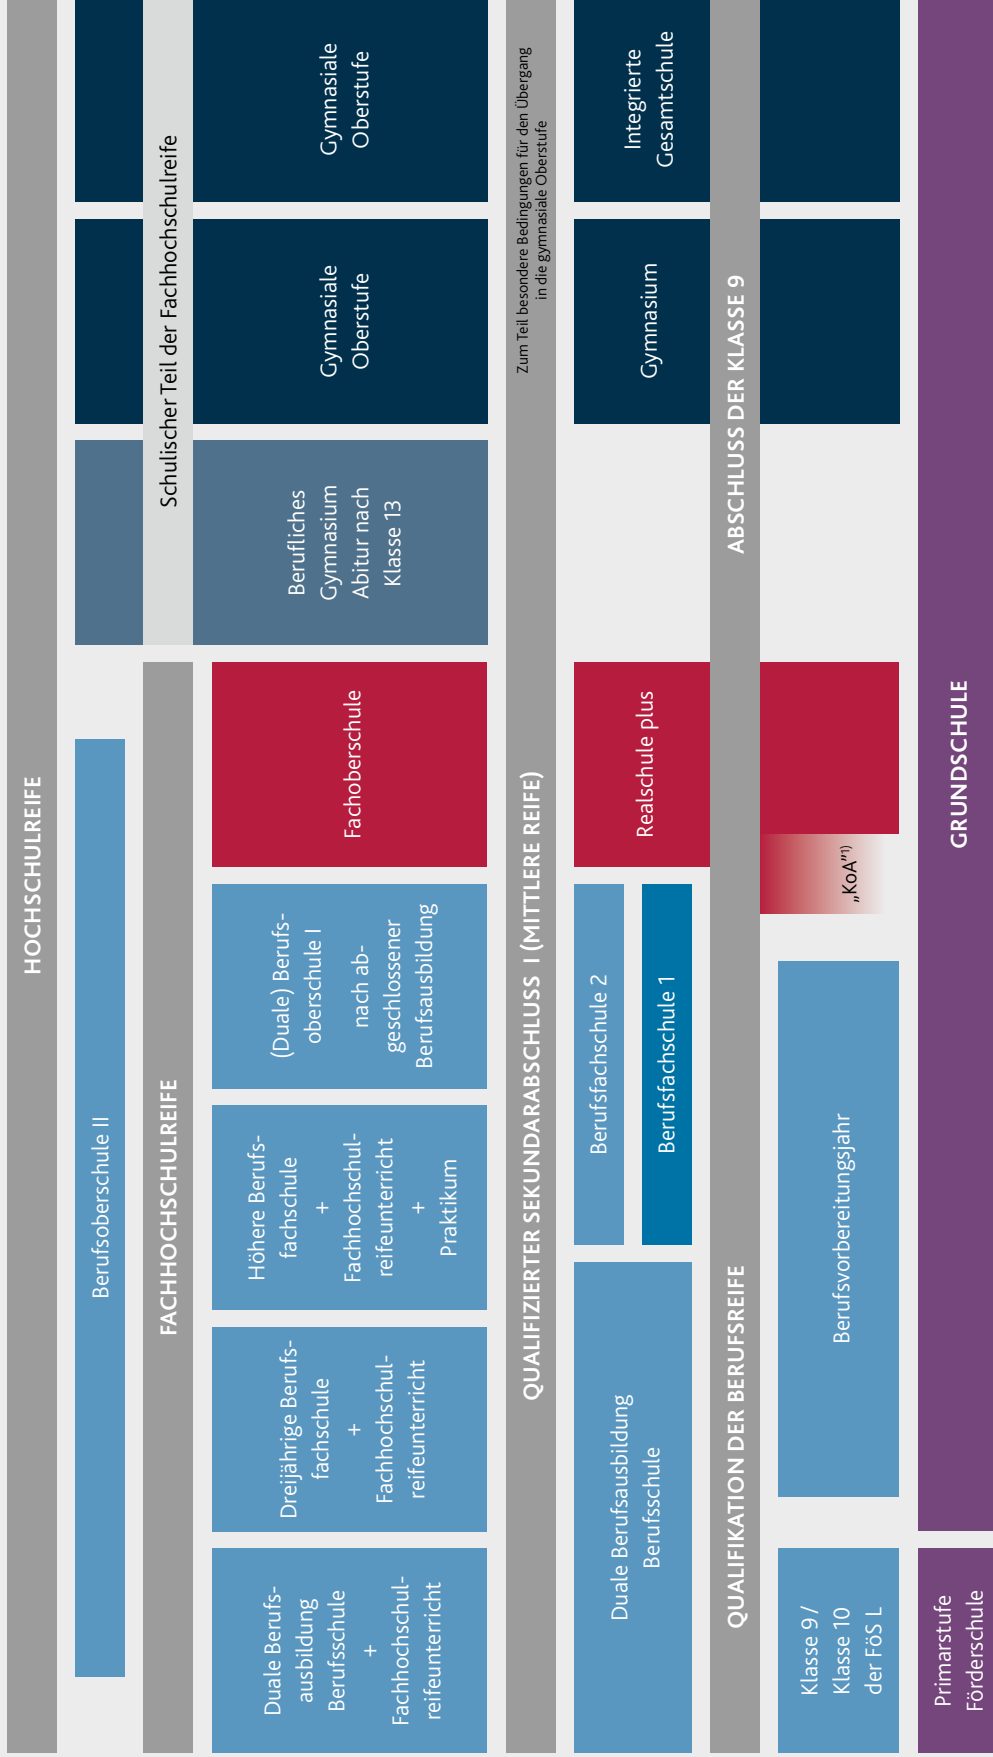 HOCHSCHULREIFE
Berufsoberschule II
FACHHOCHSCHULREIFE
Schulischer Teil der Fachhochschulreife
Duale Berufs-
ausbildung
Berufsschule
+
Fachhochschul-
reifeunterricht
Dreijährige Berufs-
fachschule
+
Fachhochschul-
reifeunterricht
Höhere Berufs-
fachschule
+
Fachhochschul-
reifeunterricht
+
Praktikum
(Duale) Berufs-
oberschule I
nach ab-
geschlossener
Berufsausbildung
Fachoberschule
Berufliches
Gymnasium
Abitur nach
Klasse 13
Gymnasiale
Oberstufe
Gymnasiale
Oberstufe
QUALIFIZIERTER SEKUNDARABSCHLUSS I (MITTLERE REIFE)
Zum Teil besondere Bedingungen für den Übergang
in die gymnasiale Oberstufe
Duale Berufsausbildung
Berufsschule
Berufsfachschule 2
Berufsfachschule 1
Realschule plus
Gymnasium
Integrierte
Gesamtschule
QUALIFIKATION DER BERUFSREIFE
ABSCHLUSS DER KLASSE 9
Klasse 9 /
Klasse 10
der FöS L
Berufsvorbereitungsjahr
„KoA"¹⁾
Primarstufe
Förderschule
GRUNDSCHULE